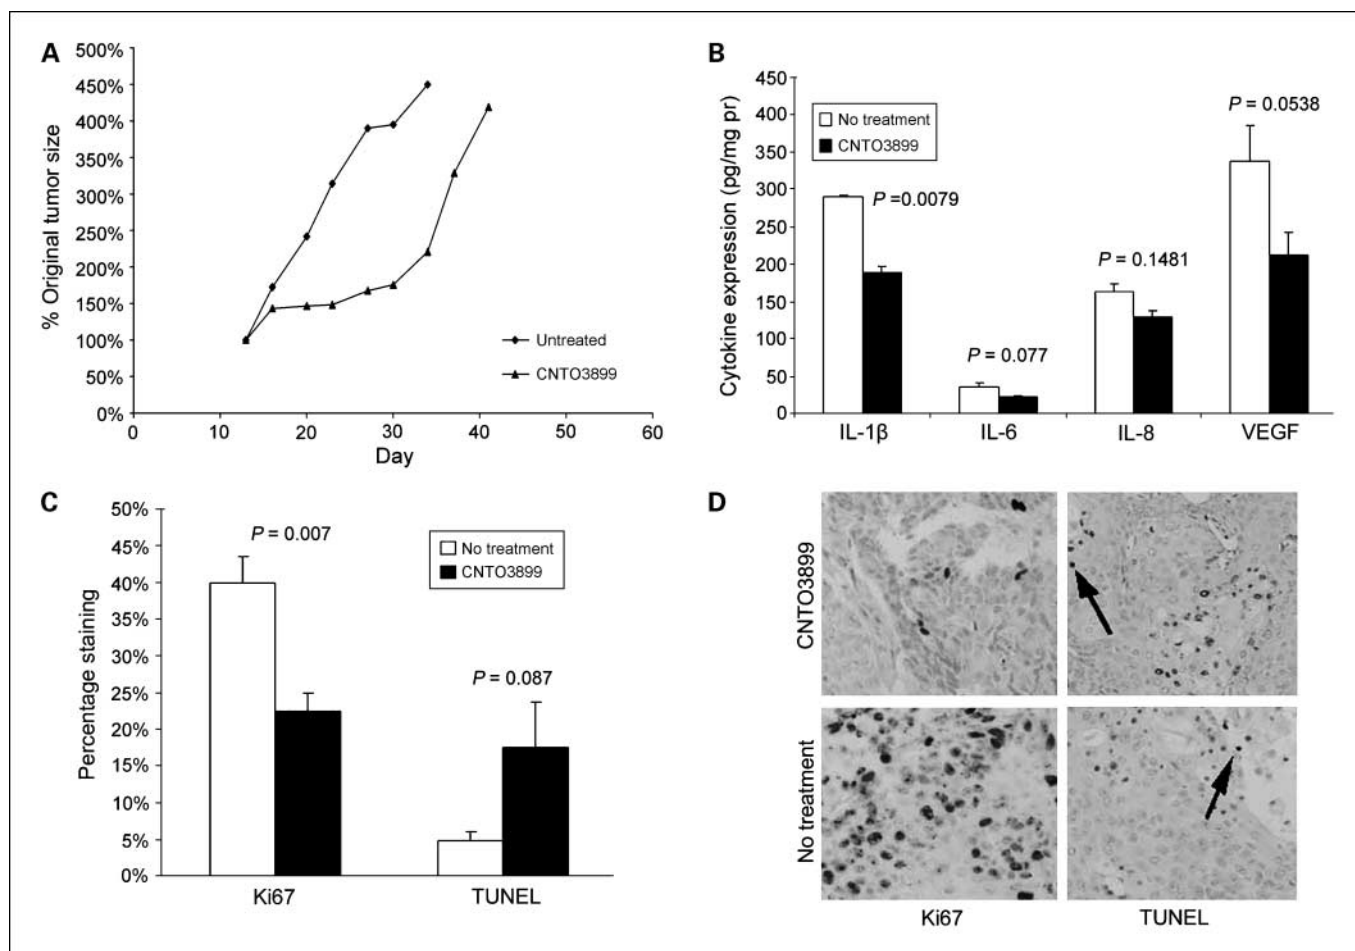 A
500%
450%
400%
350%
300%
250%
200%
150%
100%
50%
0%
% Original tumor size
0 10 20 30 40 50 60
Day
Untreated
CNTO3899
B
450
400
350
300
250
200
150
100
50
0
Cytokine expression (pg/mg pr)
No treatment
CNTO3899
P = 0.0538
P =0.0079
P = 0.1481
P = 0.077
IL-1β IL-6 IL-8 VEGF
C
50%
45%
40%
35%
30%
25%
20%
15%
10%
5%
0%
Percentage staining
P = 0.007
No treatment
CNTO3899
P = 0.087
Ki67 TUNEL
D
CNTO3899
No treatment
Ki67 TUNEL